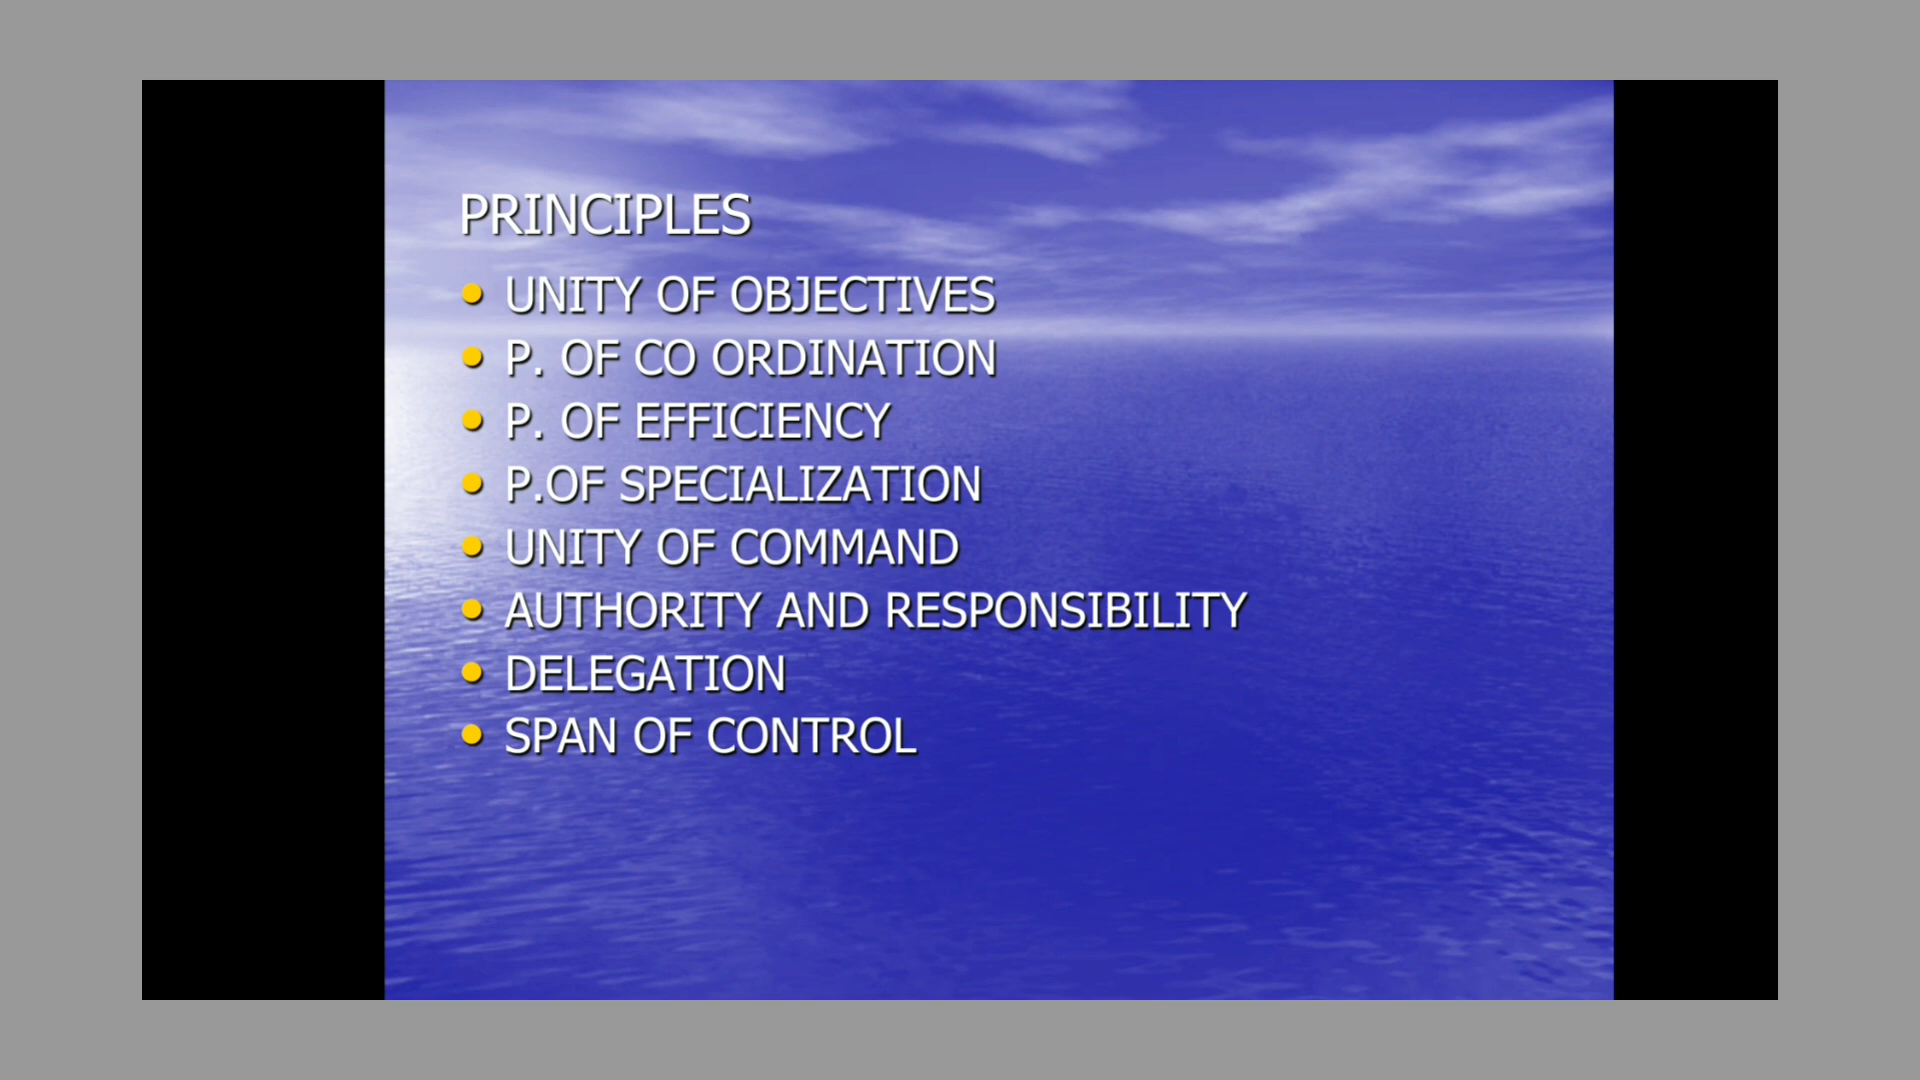 PRINCIPLES
• UNITY OF OBJECTIVES
• P. OF CO ORDINATION
• P. OF EFFICIENCY
• P.OF SPECIALIZATION
• UNITY OF COMMAND
• AUTHORITY AND RESPONSIBILITY
• DELEGATION
• SPAN OF CONTROL